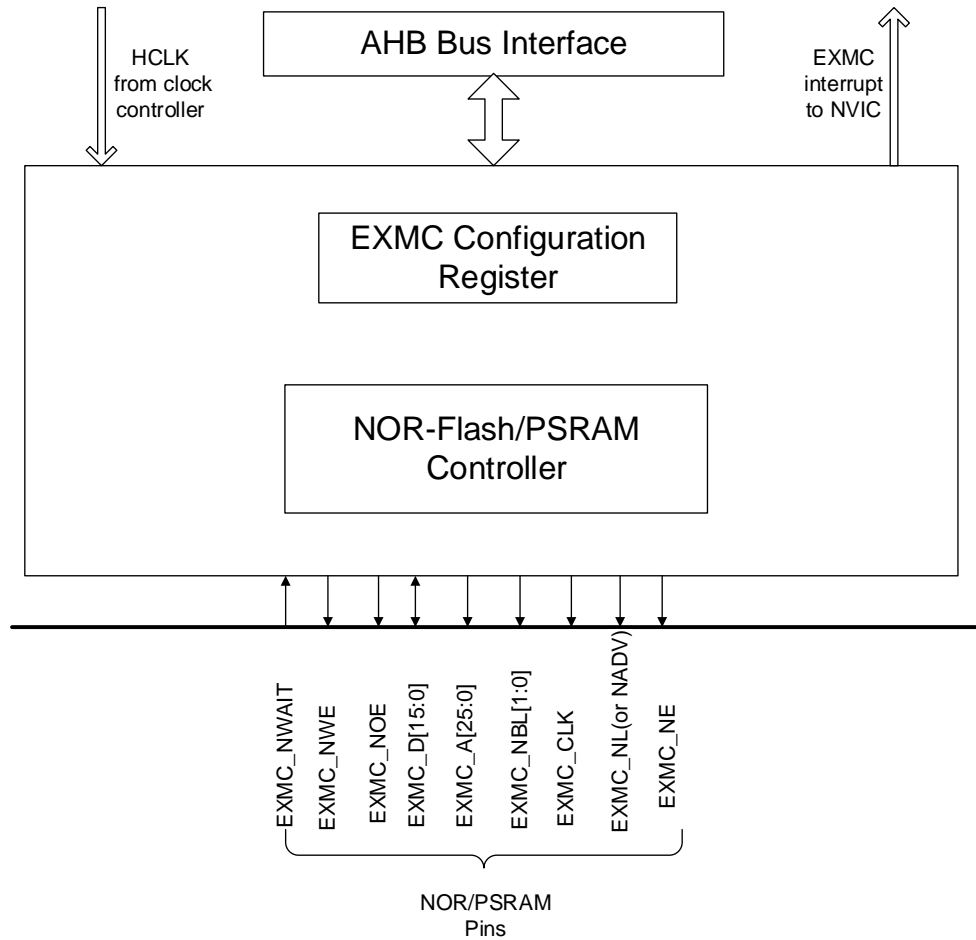 HCLK
from clock
controller
AHB Bus Interface
EXMC
interrupt
to NVIC
EXMC Configuration
Register
NOR-Flash/PSRAM
Controller
EXMC_NWAIT
EXMC_NWE
EXMC_NOE
EXMC_D[15:0]
EXMC_A[25:0]
EXMC_NBL[1:0]
EXMC_CLK
EXMC_NL(or NADV)
EXMC_NE
NOR/PSRAM
Pins